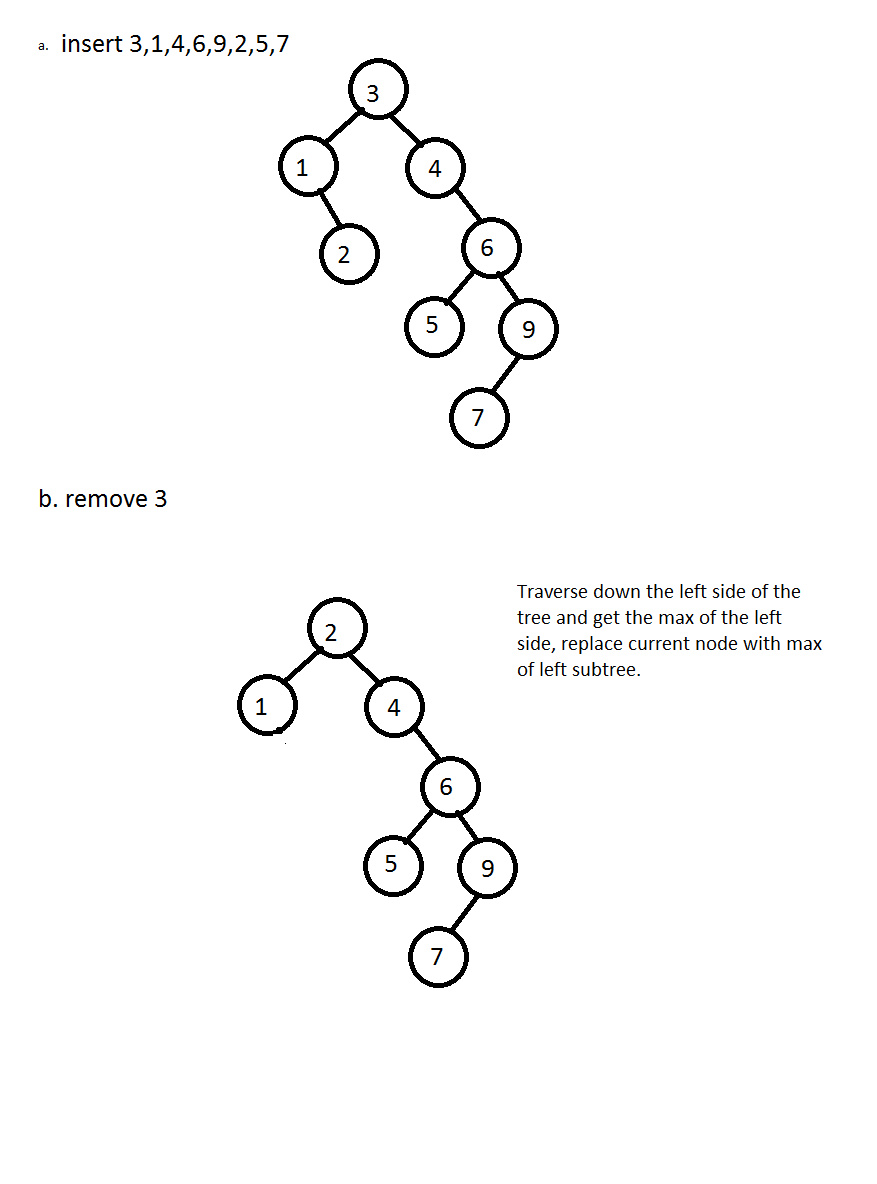 a. insert 3,1,4,6,9,2,5,7
3
1
4
2
6
5
9
7
b. remove 3
Traverse down the left side of the
tree and get the max of the left
side, replace current node with max
of left subtree.
2
1
4
6
5
9
7